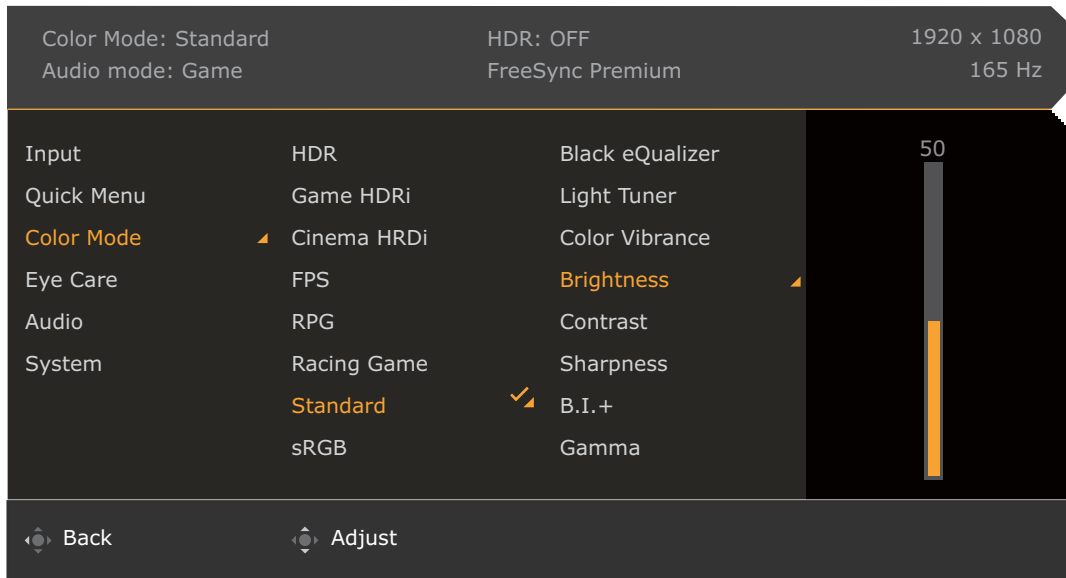 Color Mode: Standard
HDR: OFF
1920 x 1080
Audio mode: Game
FreeSync Premium
165 Hz
Input
Quick Menu
Color Mode
Eye Care
Audio
System
HDR
Game HDRi
Cinema HRDi
FPS
RPG
Racing Game
Standard
sRGB
Black eQualizer
Light Tuner
Color Vibrance
Brightness
Contrast
Sharpness
B.I.+
Gamma
50
Back
Adjust